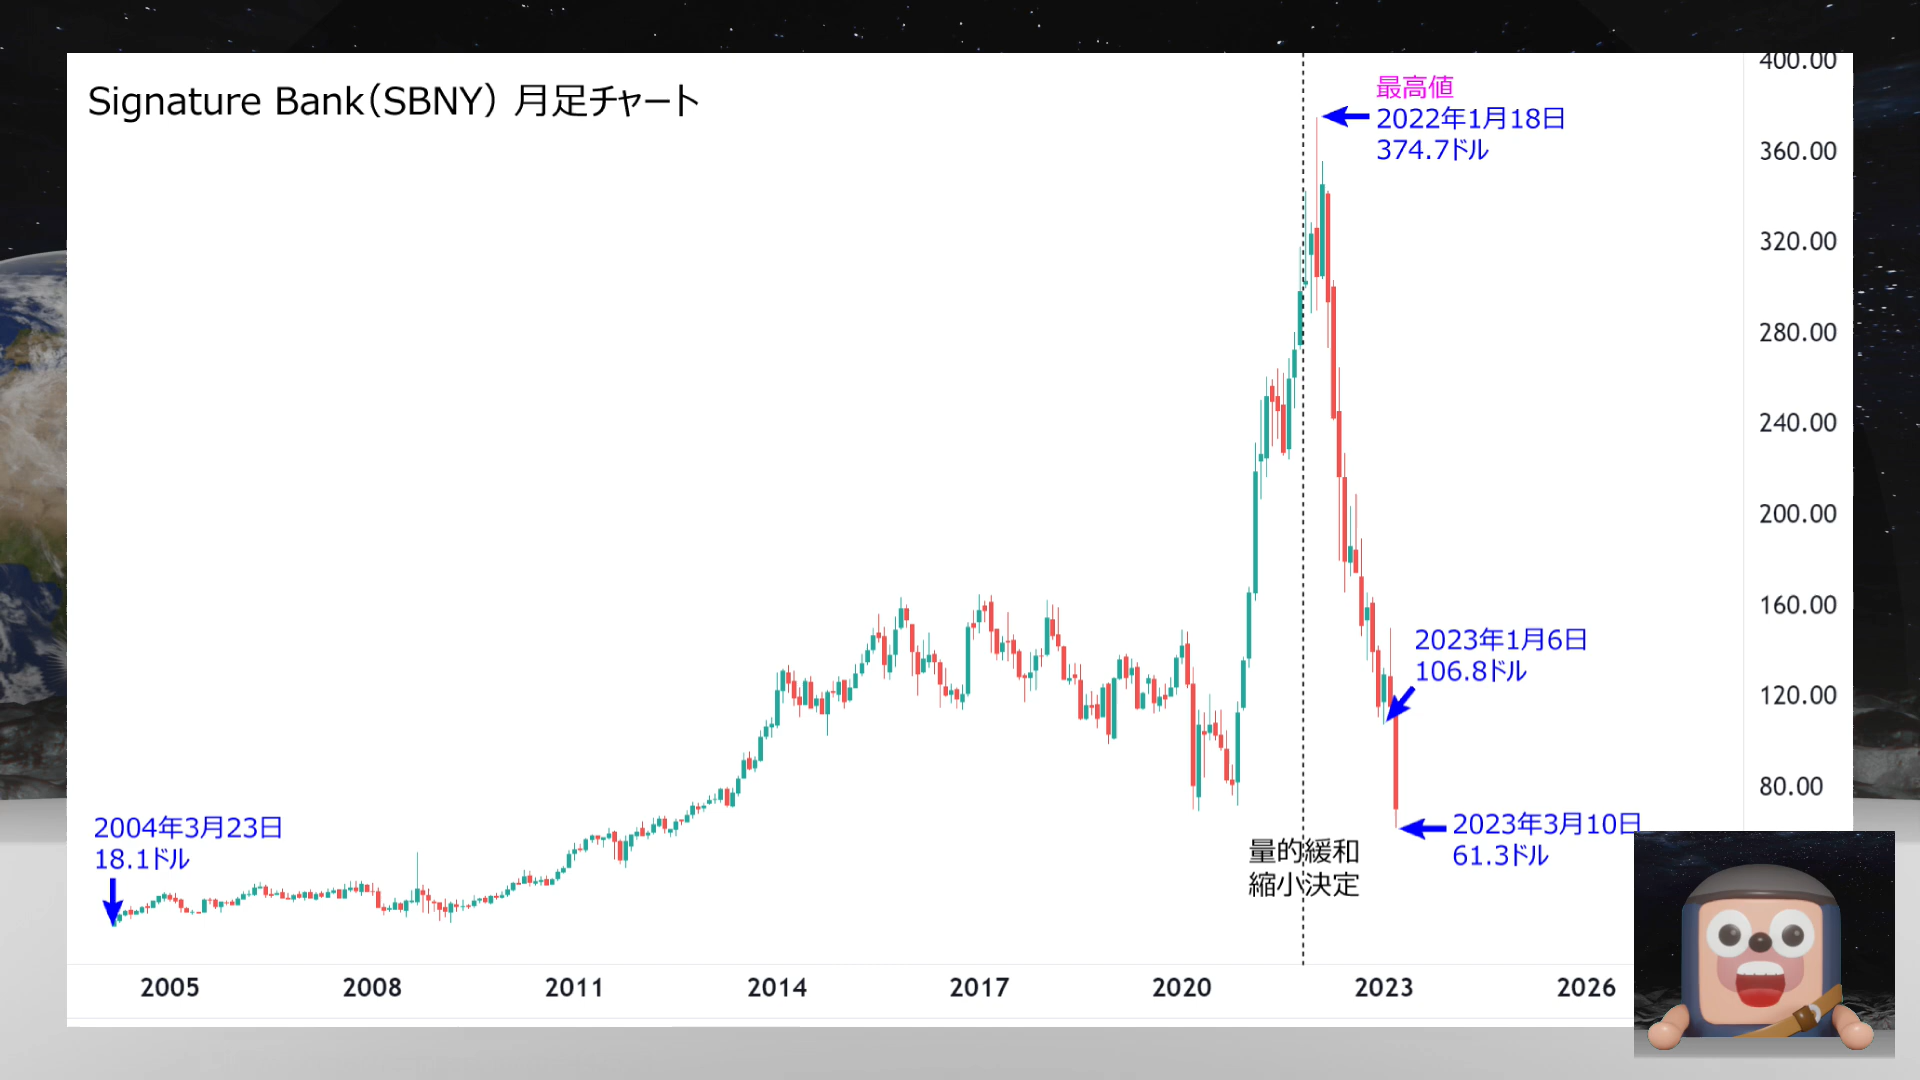 Signature Bank（SBNY） 月足チャート
最高値
2022年1月18日
374.7ドル
2023年1月6日
106.8ドル
2023年3月10日
61.3ドル
2004年3月23日
18.1ドル
量的緩和
縮小決定
400.00
360.00
320.00
280.00
240.00
200.00
160.00
120.00
80.00
2005
2008
2011
2014
2017
2020
2023
2026